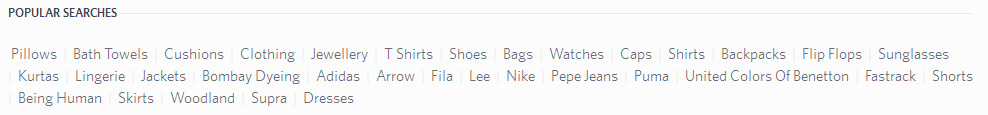 POPULAR SEARCHES
Pillows | Bath Towels | Cushions | Clothing | Jewellery | T Shirts | Shoes | Bags | Watches | Caps | Shirts | Backpacks | Flip Flops | Sunglasses
| Kurtas | Lingerie | Jackets | Bombay Dyeing | Adidas | Arrow | Fila | Lee | Nike | Pepe Jeans | Puma | United Colors Of Benetton | Fastrack | Shorts
| Being Human | Skirts | Woodland | Supra | Dresses